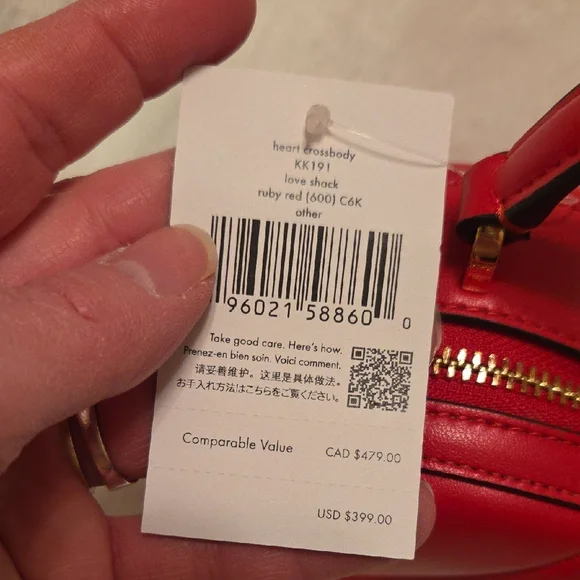 heart crossbody
KK191
love shack
ruby red (600) C6K
other
96021 58860 0
Take good care. Here's how.
Prenez-en bien soin. Voici comment.
请妥善维护。这里是具体做法。
お手入れ方法はこちらをご覧ください。
Comparable Value CAD $479.00
USD $399.00